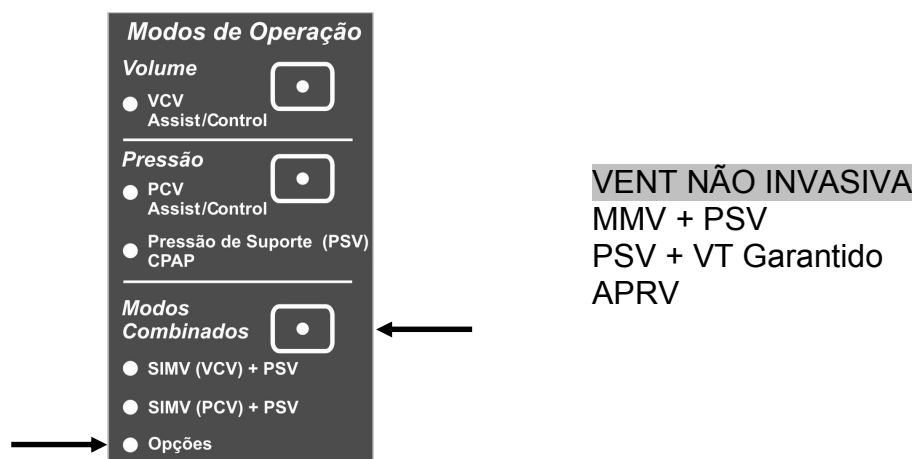 Modos de Operação
Volume
VCV
Assist/Control
Pressão
PCV
Assist/Control
Pressão de Suporte (PSV)
CPAP
Modos
Combinados
SIMV (VCV) + PSV
SIMV (PCV) + PSV
Opções
VENT NÃO INVASIVA
MMV + PSV
PSV + VT Garantido
APRV